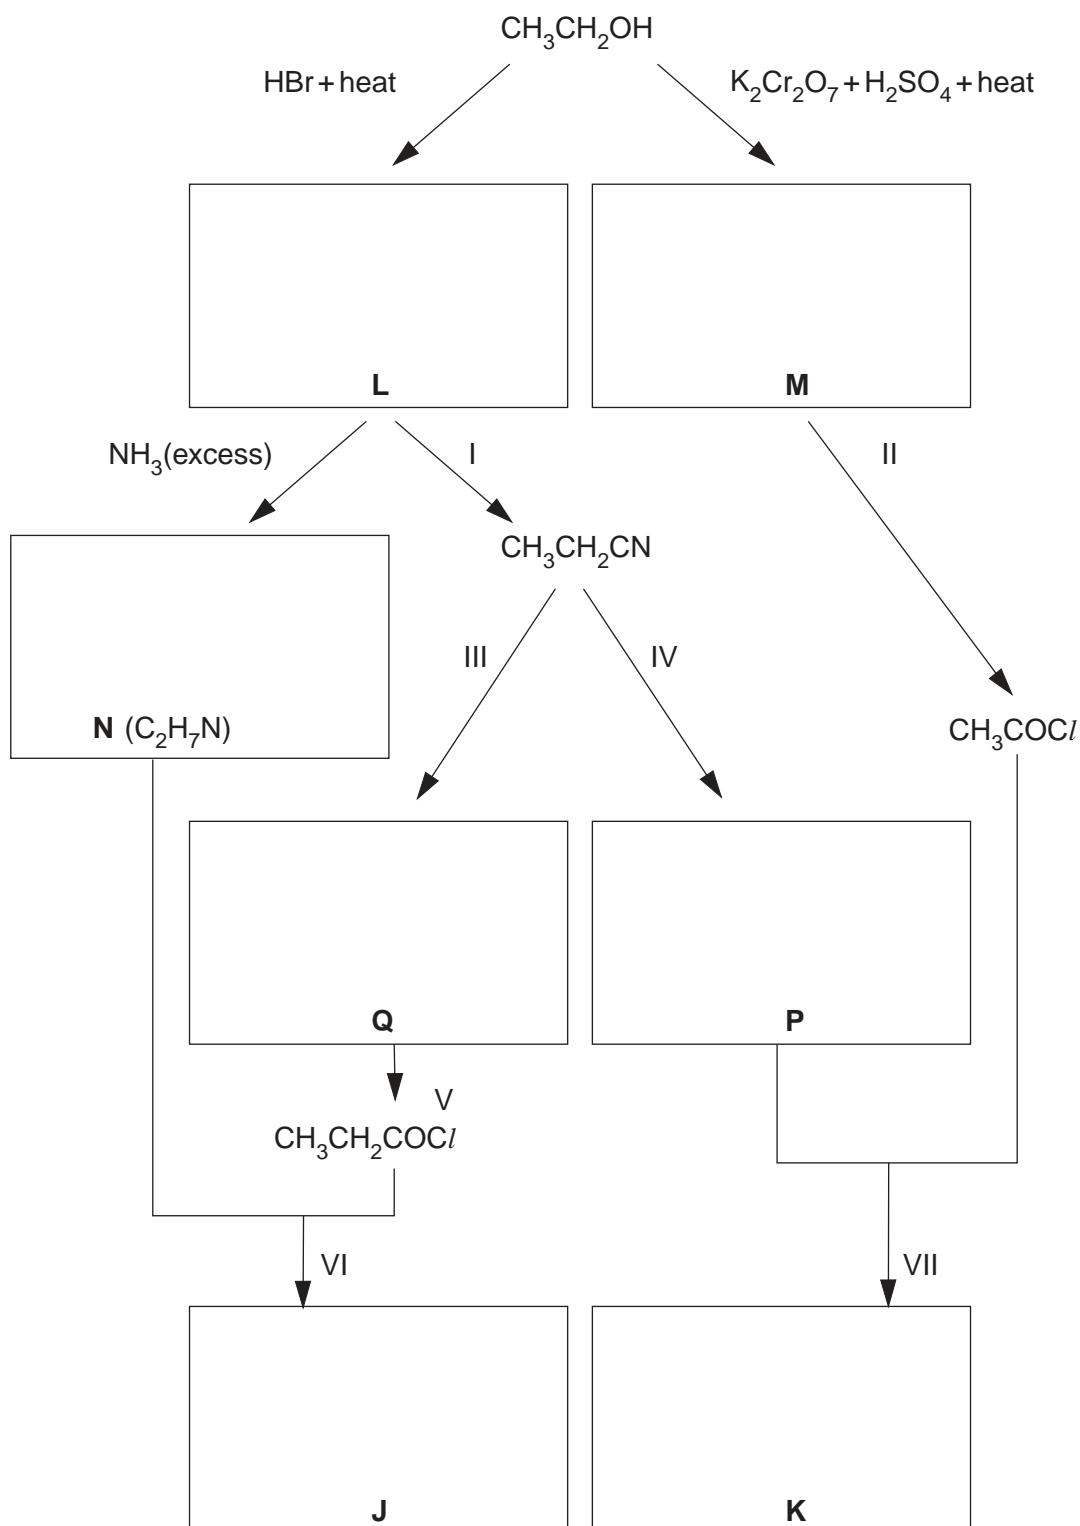 CH₃CH₂OH
HBr + heat
K₂Cr₂O₇ + H₂SO₄ + heat
L
M
NH₃(excess)
I
II
CH₃CH₂CN
III
IV
N (C₂H₇N)
CH₃COCl
Q
P
V
CH₃CH₂COCl
VI
VII
J
K